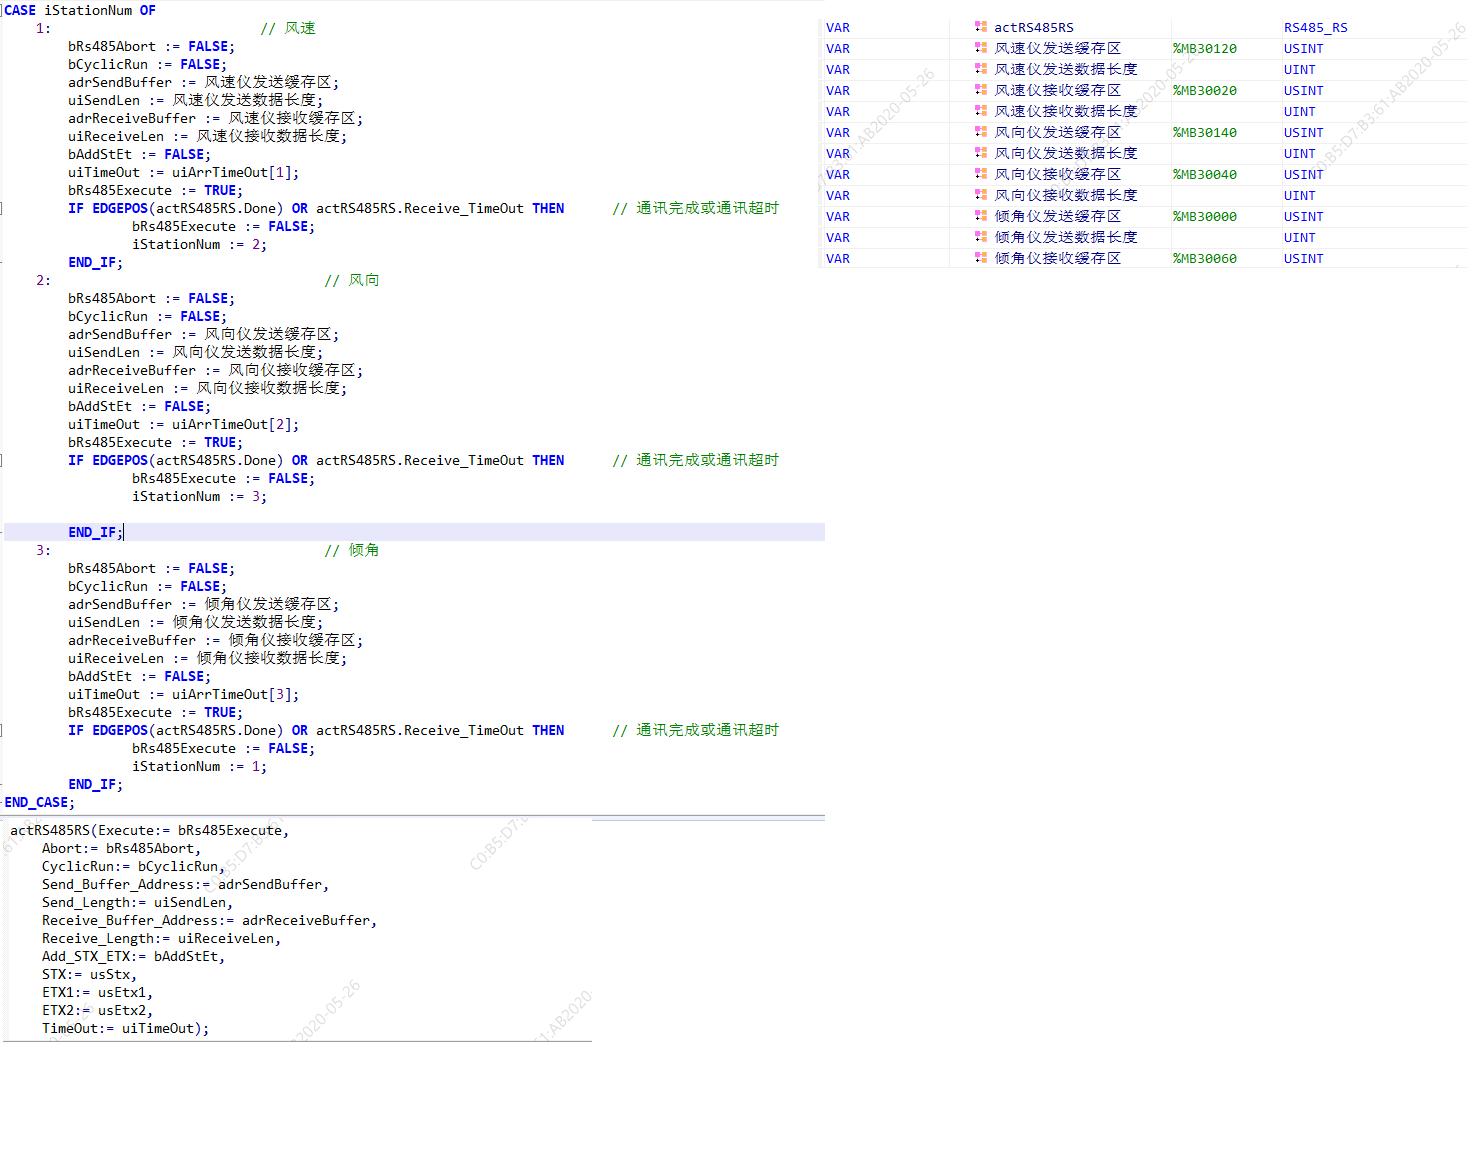 CASE iStationNum OF
1: // 风速
bRs485Abort := FALSE;
bCyclicRun := FALSE;
adrSendBuffer := 风速仪发送缓存区;
uiSendLen := 风速仪发送数据长度;
adrReceiveBuffer := 风速仪接收缓存区;
uiReceiveLen := 风速仪接收数据长度;
bAddStEt := FALSE;
uiTimeOut := uiArrTimeOut[1];
bRs485Execute := TRUE;
IF EDGEPOS(actRS485RS.Done) OR actRS485RS.Receive_TimeOut THEN // 通讯完成或通讯超时
bRs485Execute := FALSE;
iStationNum := 2;
END_IF;
2: // 风向
bRs485Abort := FALSE;
bCyclicRun := FALSE;
adrSendBuffer := 风向仪发送缓存区;
uiSendLen := 风向仪发送数据长度;
adrReceiveBuffer := 风向仪接收缓存区;
uiReceiveLen := 风向仪接收数据长度;
bAddStEt := FALSE;
uiTimeOut := uiArrTimeOut[2];
bRs485Execute := TRUE;
IF EDGEPOS(actRS485RS.Done) OR actRS485RS.Receive_TimeOut THEN // 通讯完成或通讯超时
bRs485Execute := FALSE;
iStationNum := 3;
END_IF;
3: // 倾角
bRs485Abort := FALSE;
bCyclicRun := FALSE;
adrSendBuffer := 倾角仪发送缓存区;
uiSendLen := 倾角仪发送数据长度;
adrReceiveBuffer := 倾角仪接收缓存区;
uiReceiveLen := 倾角仪接收数据长度;
bAddStEt := FALSE;
uiTimeOut := uiArrTimeOut[3];
bRs485Execute := TRUE;
IF EDGEPOS(actRS485RS.Done) OR actRS485RS.Receive_TimeOut THEN // 通讯完成或通讯超时
bRs485Execute := FALSE;
iStationNum := 1;
END_IF;
END_CASE;
actRS485RS(Execute:= bRs485Execute,
Abort:= bRs485Abort,
CyclicRun:= bCyclicRun,
Send_Buffer_Address:= adrSendBuffer,
Send_Length:= uiSendLen,
Receive_Buffer_Address:= adrReceiveBuffer,
Receive_Length:= uiReceiveLen,
Add_STX_ETX:= bAddStEt,
STX:= usStx,
ETX1:= usEtx1,
ETX2:= usEtx2,
TimeOut:= uiTimeOut);
VAR actRS485RS RS485_RS
VAR 风速仪发送缓存区 %MB30120 USINT
VAR 风速仪发送数据长度 UINT
VAR 风速仪接收缓存区 %MB30020 USINT
VAR 风速仪接收数据长度 UINT
VAR 风向仪发送缓存区 %MB30140 USINT
VAR 风向仪发送数据长度 UINT
VAR 风向仪接收缓存区 %MB30040 USINT
VAR 风向仪接收数据长度 UINT
VAR 倾角仪发送缓存区 %MB30000 USINT
VAR 倾角仪发送数据长度 UINT
VAR 倾角仪接收缓存区 %MB30060 USINT